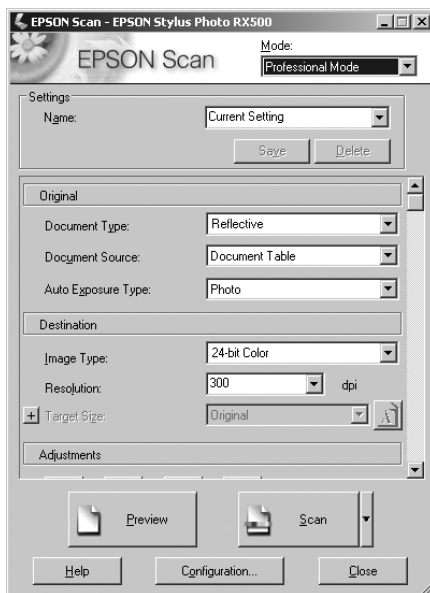 EPSON Scan - EPSON Stylus Photo RX500
EPSON Scan
Mode:
Professional Mode
Settings
Name: Current Setting
Save Delete
Original
Document Type: Reflective
Document Source: Document Table
Auto Exposure Type: Photo
Destination
Image Type: 24-bit Color
Resolution: 300 dpi
+ Target Size: Original
Adjustments
Preview Scan
Help Configuration... Close